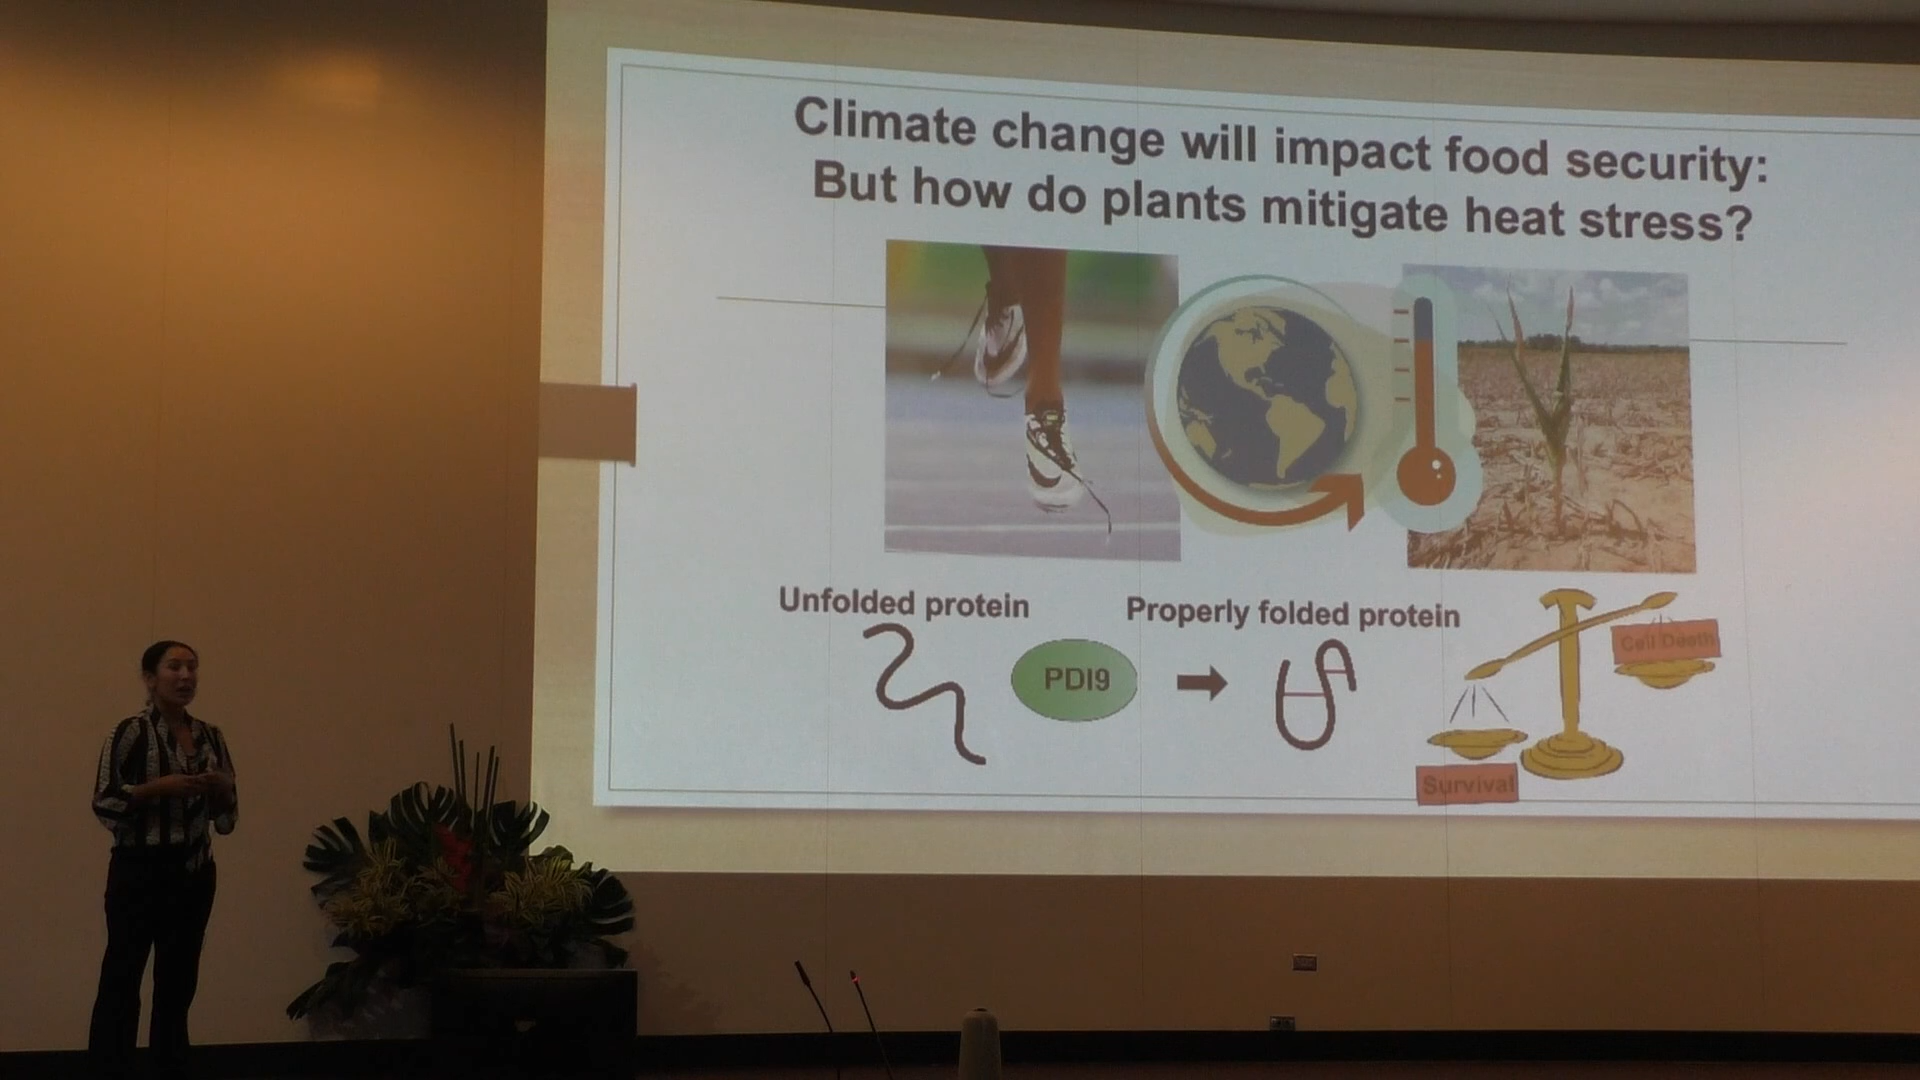 Climate change will impact food security:
But how do plants mitigate heat stress?
Unfolded protein
Properly folded protein
PDI9
Cell Death
Survival